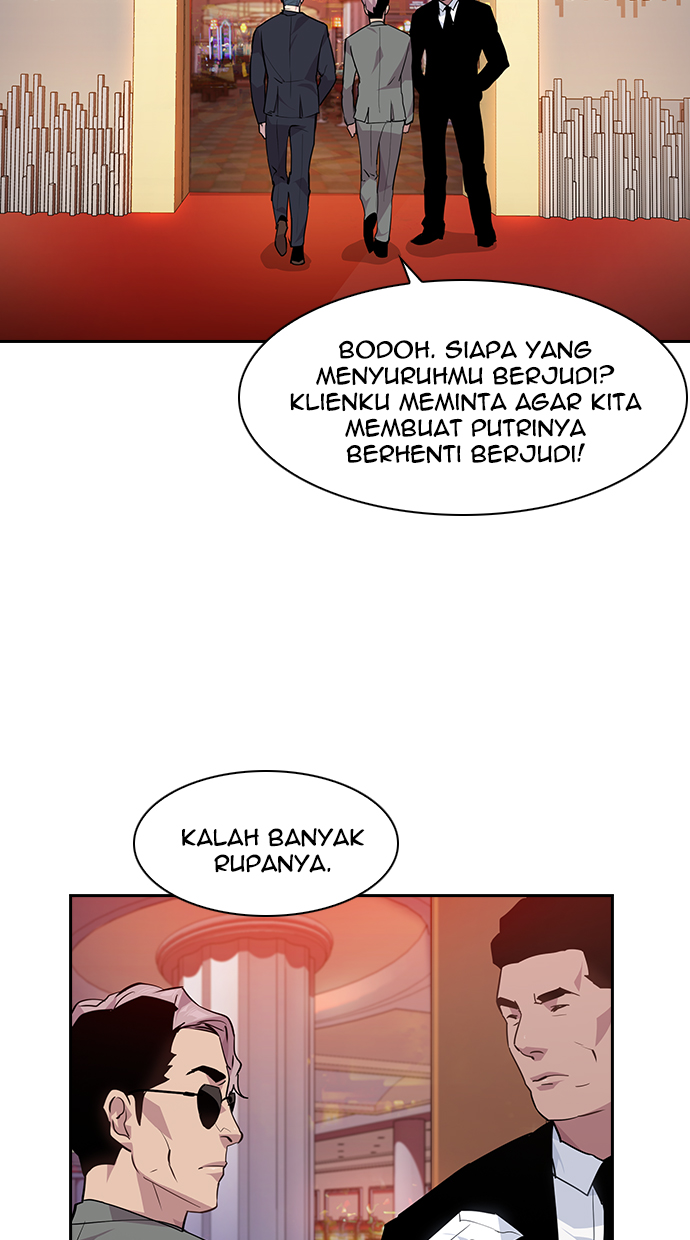 BODOH. SIAPA YANG
MENYURUHMU BERJUDI?
KLIENKU MEMINTA AGAR KITA
MEMBUAT PUTRINYA
BERHENTI BERJUDI!
KALAH BANYAK
RUPANYA.